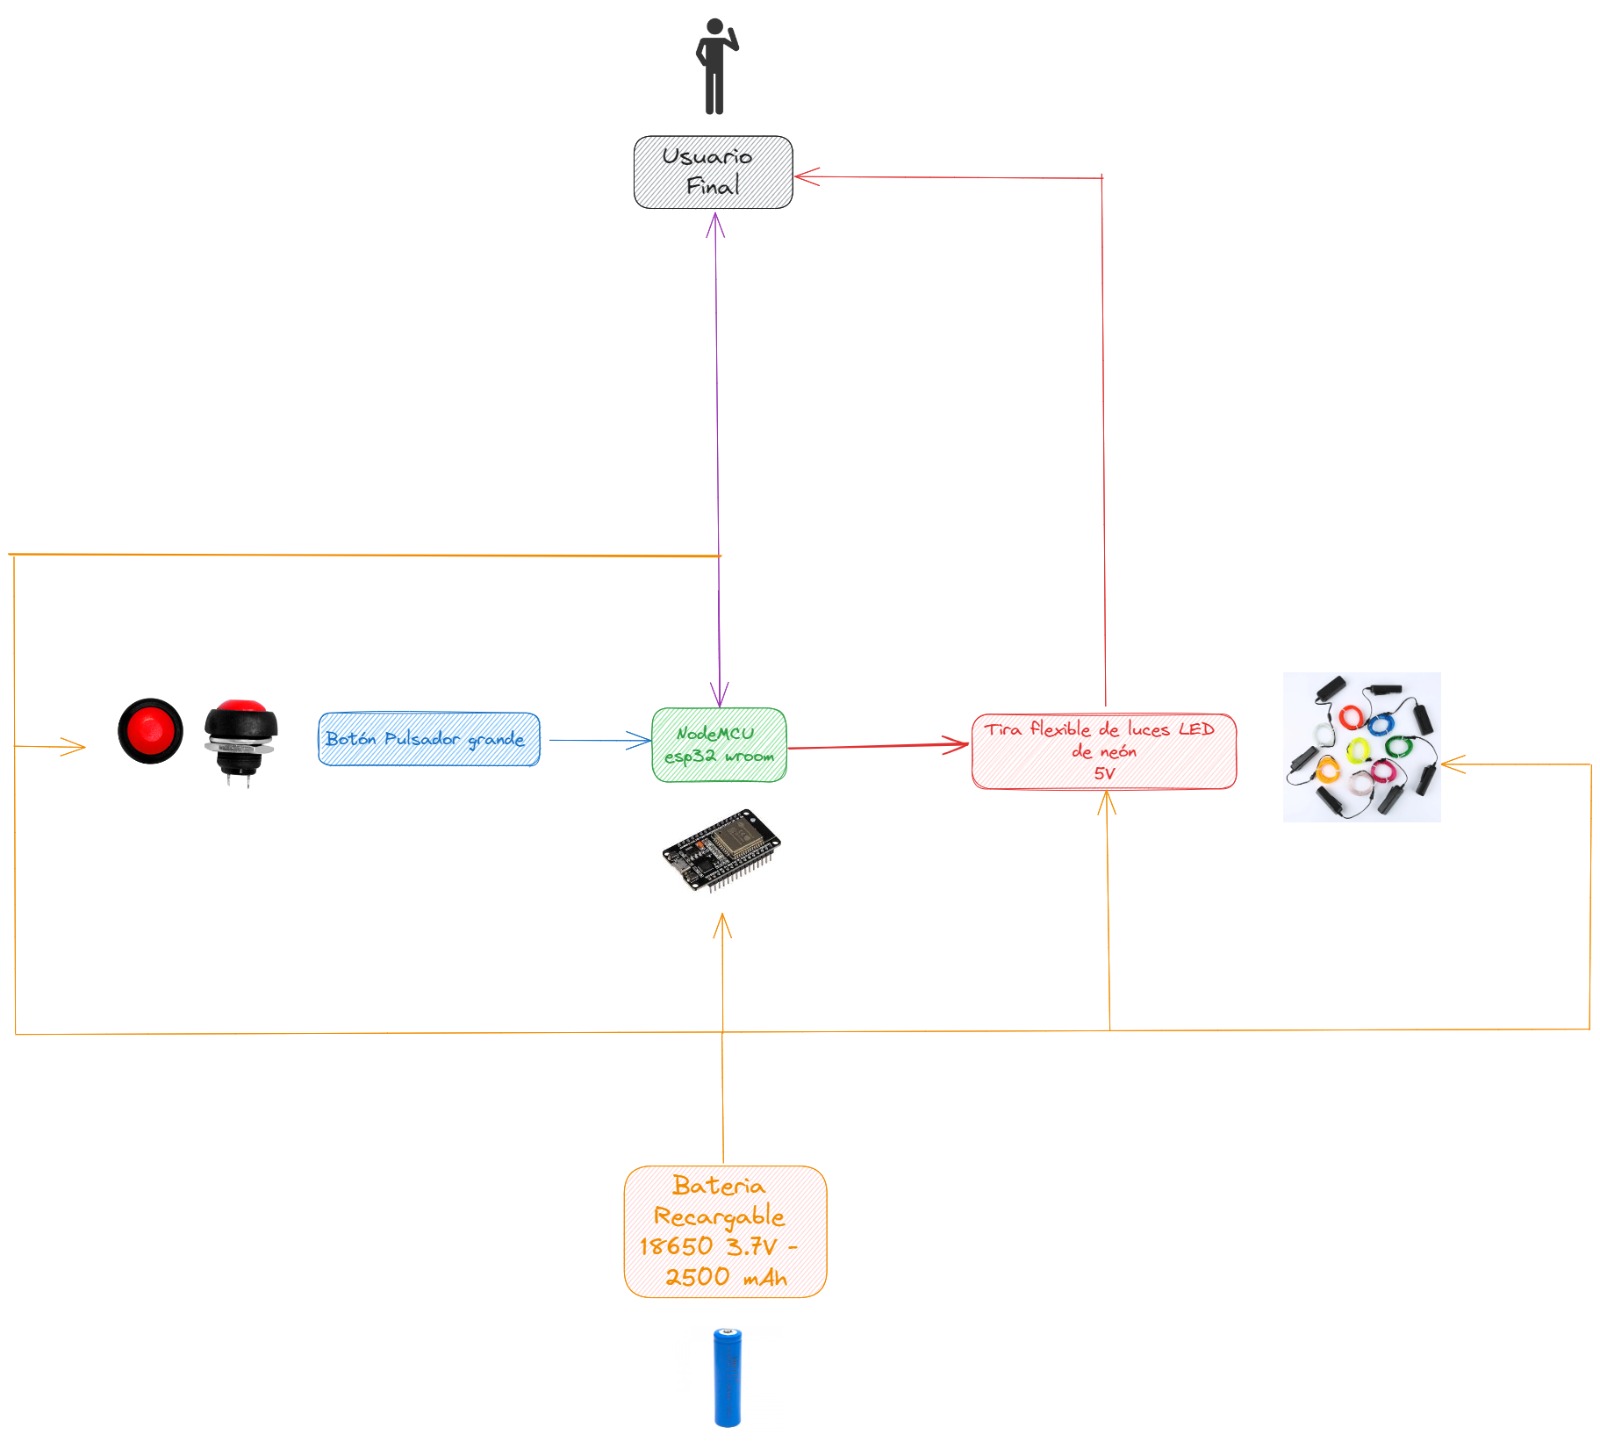 Usuario
Final
Botón Pulsador grande
NodeMCU
esp32 wroom
Tira flexible de luces LED
de neón
5V
Bateria
Recargable
18650 3.7V -
2500 mAh